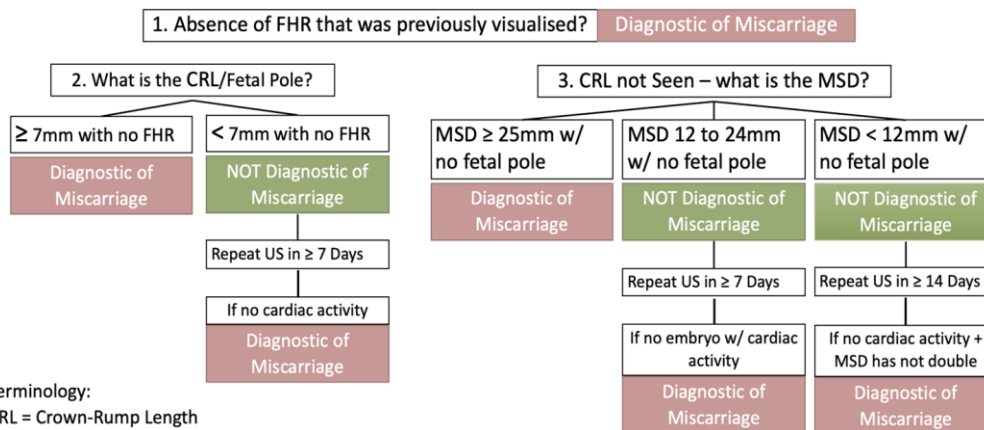 1. Absence of FHR that was previously visualised? Diagnostic of Miscarriage
2. What is the CRL/Fetal Pole?
≥ 7mm with no FHR
Diagnostic of
Miscarriage
< 7mm with no FHR
NOT Diagnostic of
Miscarriage
Repeat US in ≥ 7 Days
If no cardiac activity
Diagnostic of
Miscarriage
3. CRL not Seen – what is the MSD?
MSD ≥ 25mm w/
no fetal pole
Diagnostic of
Miscarriage
MSD 12 to 24mm
w/ no fetal pole
NOT Diagnostic of
Miscarriage
Repeat US in ≥ 7 Days
If no embryo w/ cardiac
activity
Diagnostic of
Miscarriage
MSD < 12mm w/
no fetal pole
NOT Diagnostic of
Miscarriage
Repeat US in ≥ 14 Days
If no cardiac activity +
MSD has not double
Diagnostic of
Miscarriage
erminology:
RL = Crown-Rump Length